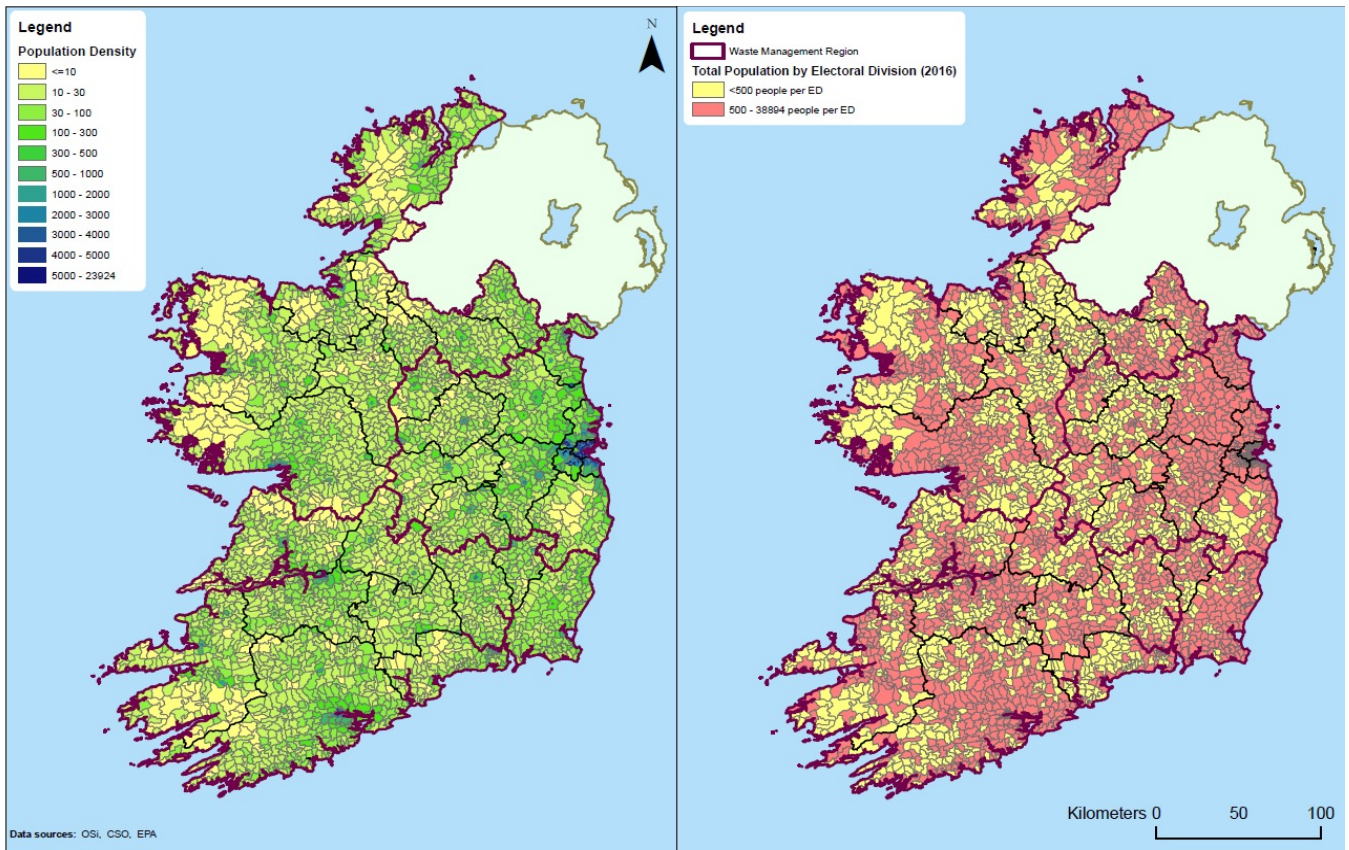 Legend
Population Density
<=10
10 - 30
30 - 100
100 - 300
300 - 500
500 - 1000
1000 - 2000
2000 - 3000
3000 - 4000
4000 - 5000
5000 - 23924
N
Data sources: OSi, CSO, EPA
Legend
Waste Management Region
Total Population by Electoral Division (2016)
<500 people per ED
500 - 38894 people per ED
Kilometers 0 50 100